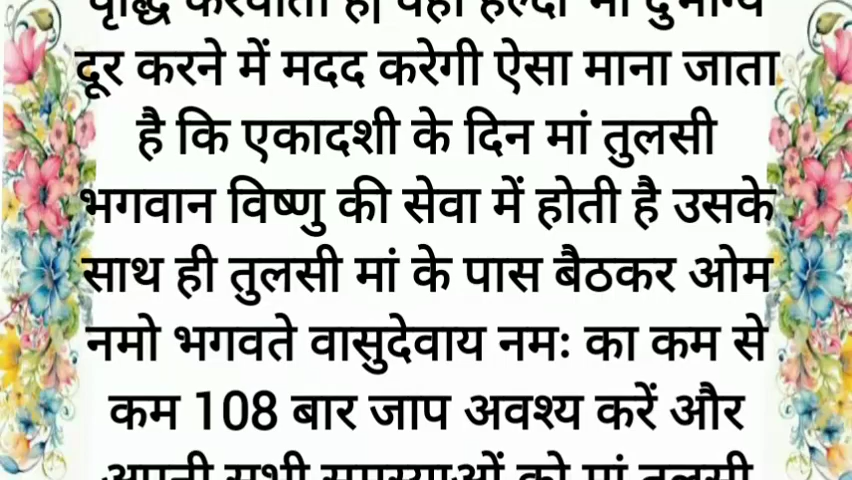 वृद्धि करवाती है। वही हल्दी भी दुर्भाग्य
दूर करने में मदद करेगी ऐसा माना जाता
है कि एकादशी के दिन मां तुलसी
भगवान विष्णु की सेवा में होती है उसके
साथ ही तुलसी मां के पास बैठकर ओम
नमो भगवते वासुदेवाय नमः का कम से
कम 108 बार जाप अवश्य करें और
अपनी सभी समस्याओं को मां तुलसी